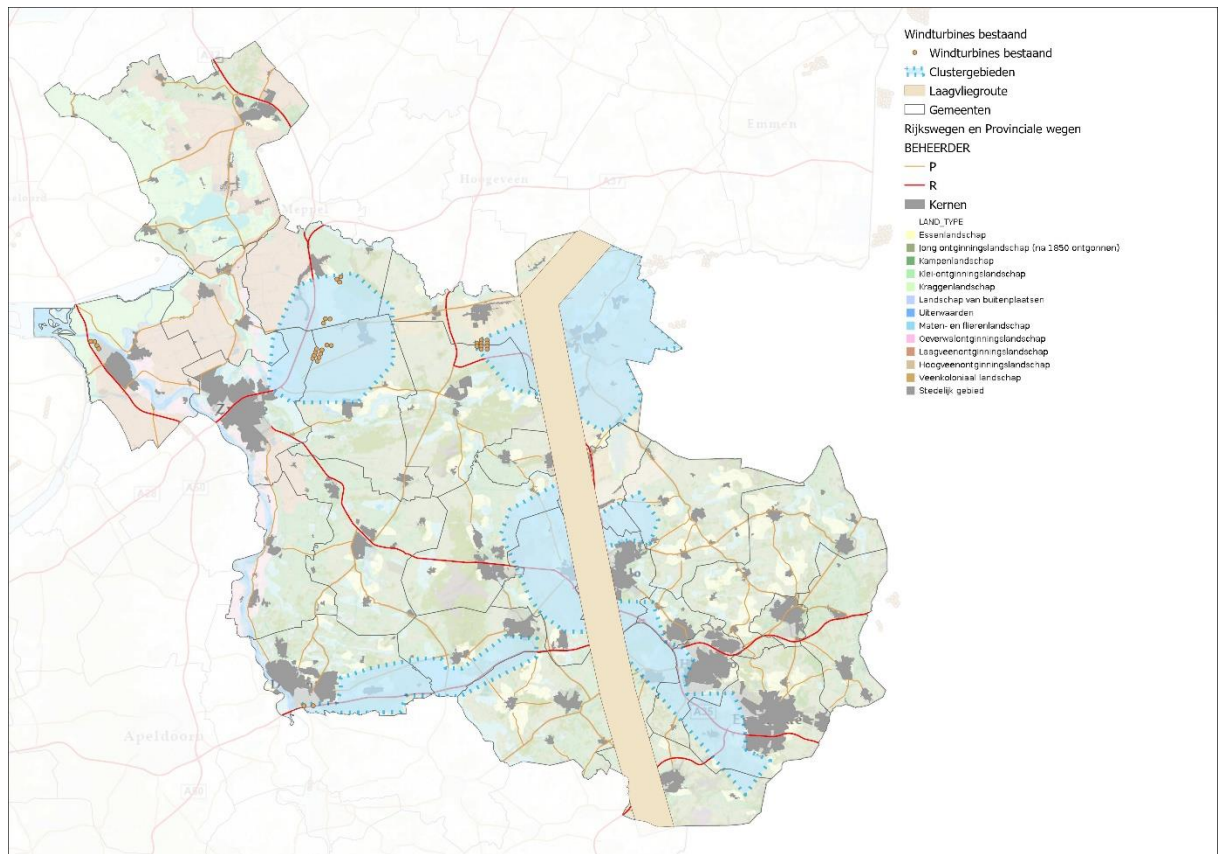 Windturbines bestaand
Windturbines bestaand
Clustergebieden
Laagvliegroute
Gemeenten
Rijkswegen en Provinciale wegen
BEHEERDER
P
R
Kernen
LAND_TYPE
Essenlandschap
Jong ontginningslandschap (na 1850 ontgonnen)
Kampenlandschap
Klei-ontginningslandschap
Kraggenlandschap
Landschap van buitenplaatsen
Uiterwaarden
Maten- en flierenlandschap
Oeverwalontginningslandschap
Laagveenontginningslandschap
Hoogveenontginningslandschap
Veenkoloniaal landschap
Stedelijk gebied
Emmen
Hoogeveen
A37
Meppel
A28
A50
A35
Apeldoorn
A50